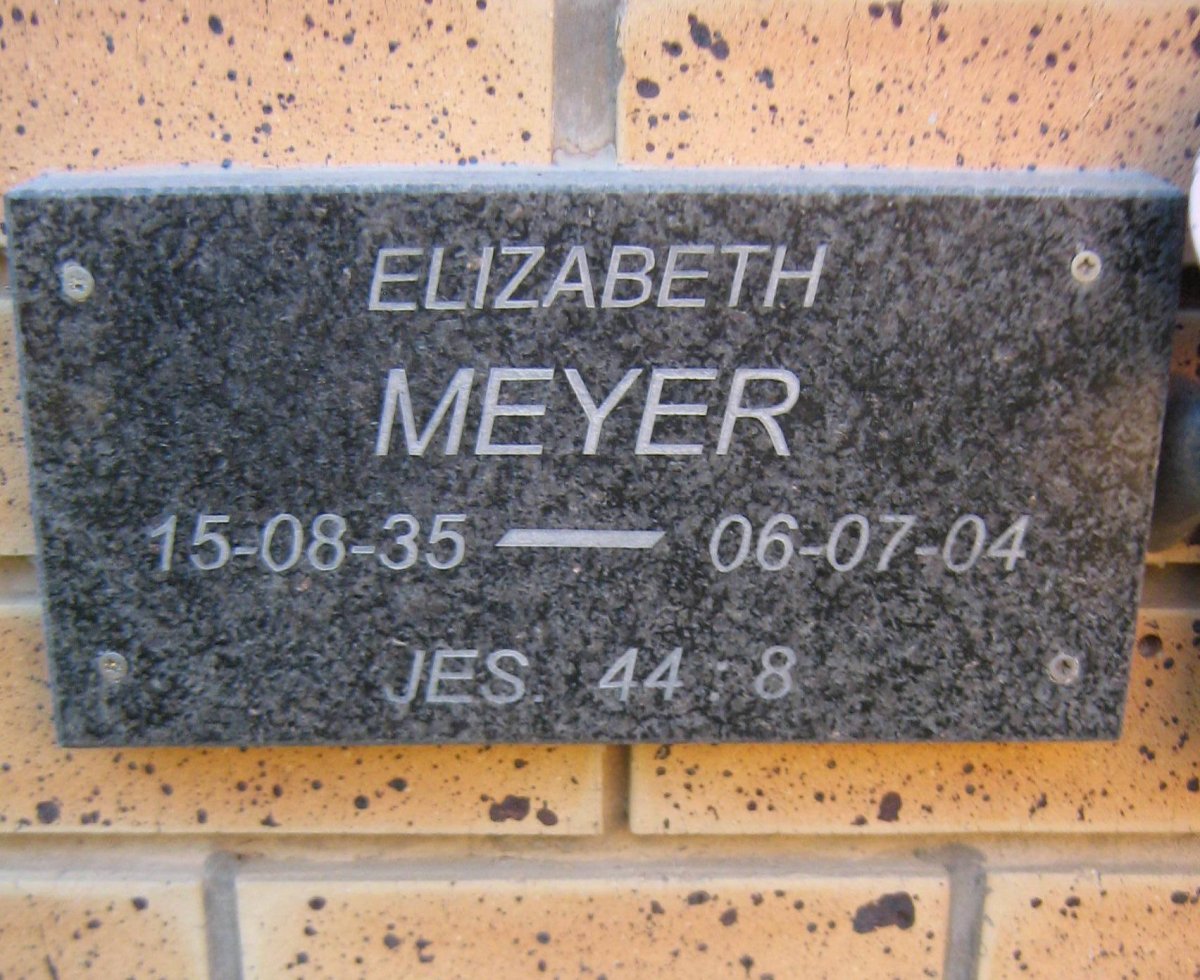 ELIZABETH
MEYER
15-08-35 — 06-07-04
JES. 44 : 8